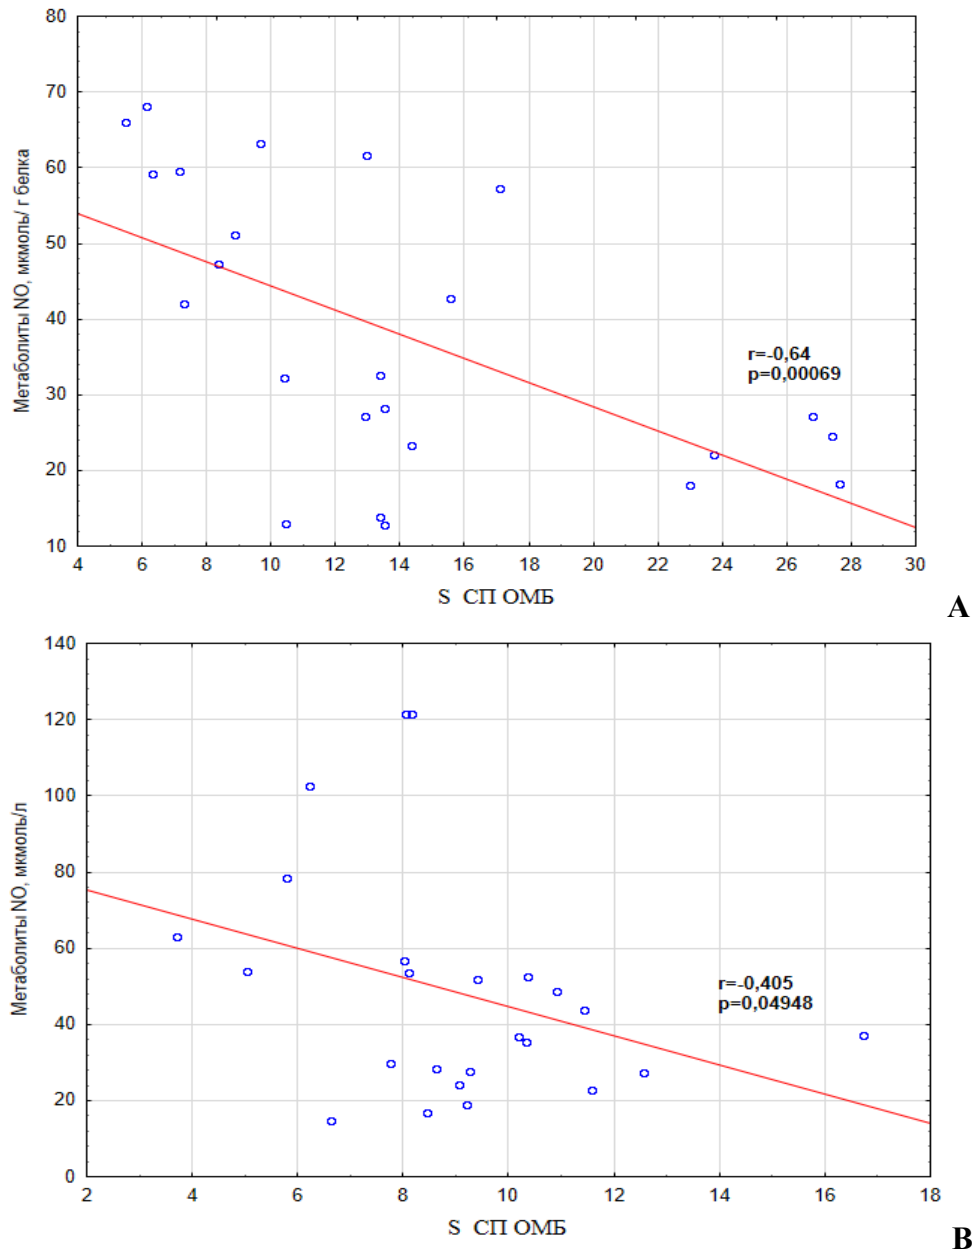 80
70
60
50
40
30
20
10
Метаболиты NO, мкмоль/ г белка
r=-0,64
p=0,00069
4 6 8 10 12 14 16 18 20 22 24 26 28 30
S СП ОМБ
A
140
120
100
80
60
40
20
0
Метаболиты NO, мкмоль/л
r=-0,405
p=0,04948
2 4 6 8 10 12 14 16 18
S СП ОМБ
B